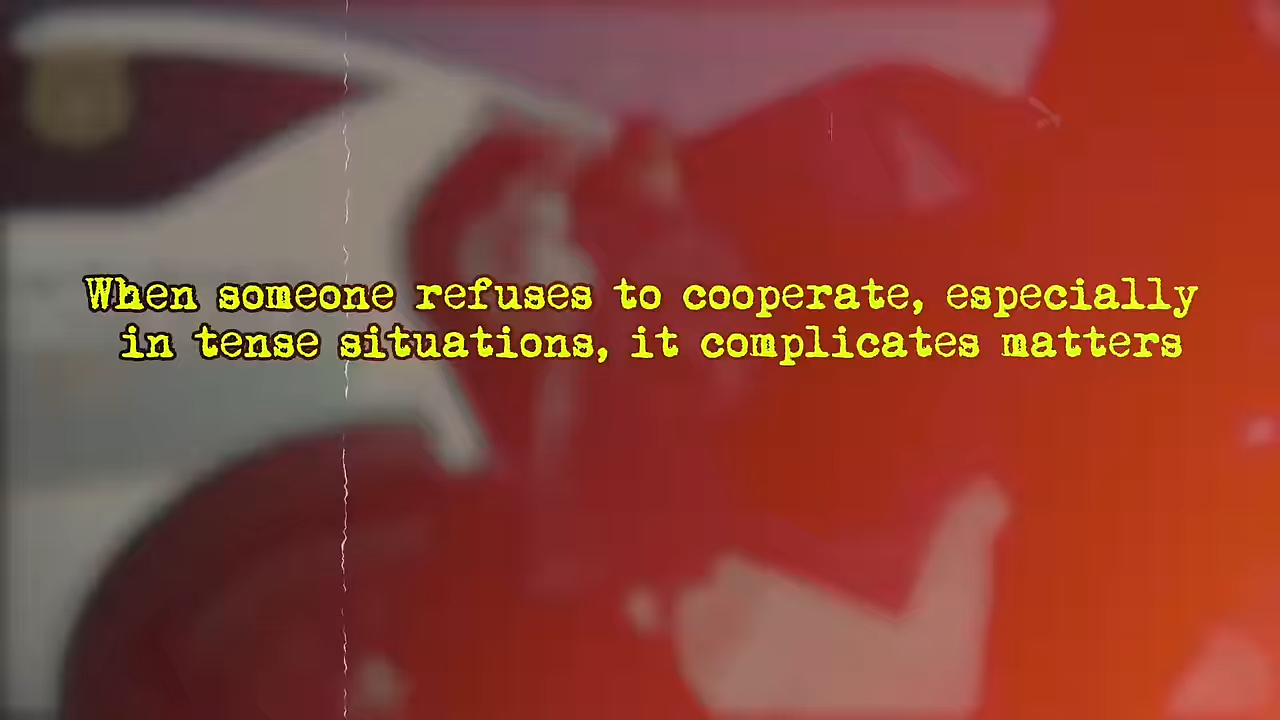 When someone refuses to cooperate, especially
in tense situations, it complicates matters